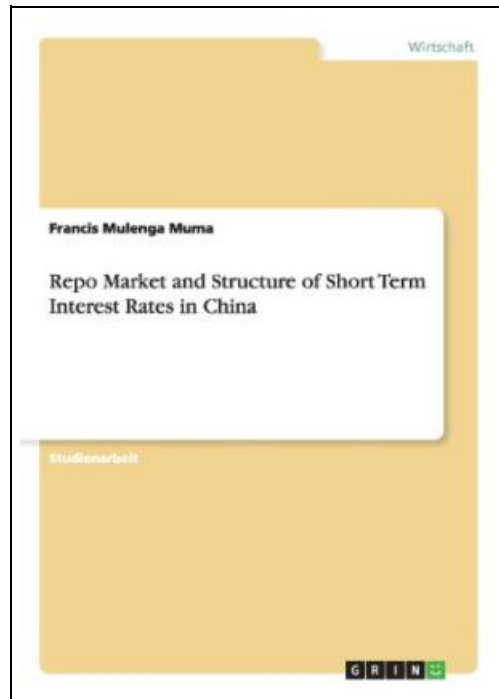 Wirtschaft
Francis Mulenga Muma
Repo Market and Structure of Short Term
Interest Rates in China
Studienarbeit
GRIN